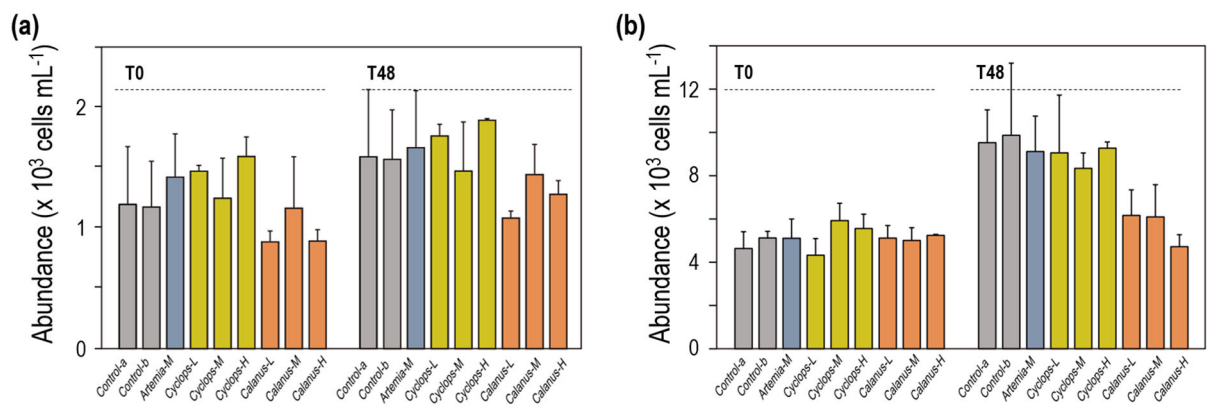 (a)
Abundance (x 10³ cells mL⁻¹)
2
1
0
T0
T48
Control-a
Control-b
Artemia-M
Cyclops-L
Cyclops-M
Cyclops-H
Calanus-L
Calanus-M
Calanus-H
Control-a
Control-b
Artemia-M
Cyclops-L
Cyclops-M
Cyclops-H
Calanus-L
Calanus-M
Calanus-H
(b)
Abundance (x 10³ cells mL⁻¹)
12
8
4
0
T0
T48
Control-a
Control-b
Artemia-M
Cyclops-L
Cyclops-M
Cyclops-H
Calanus-L
Calanus-M
Calanus-H
Control-a
Control-b
Artemia-M
Cyclops-L
Cyclops-M
Cyclops-H
Calanus-L
Calanus-M
Calanus-H